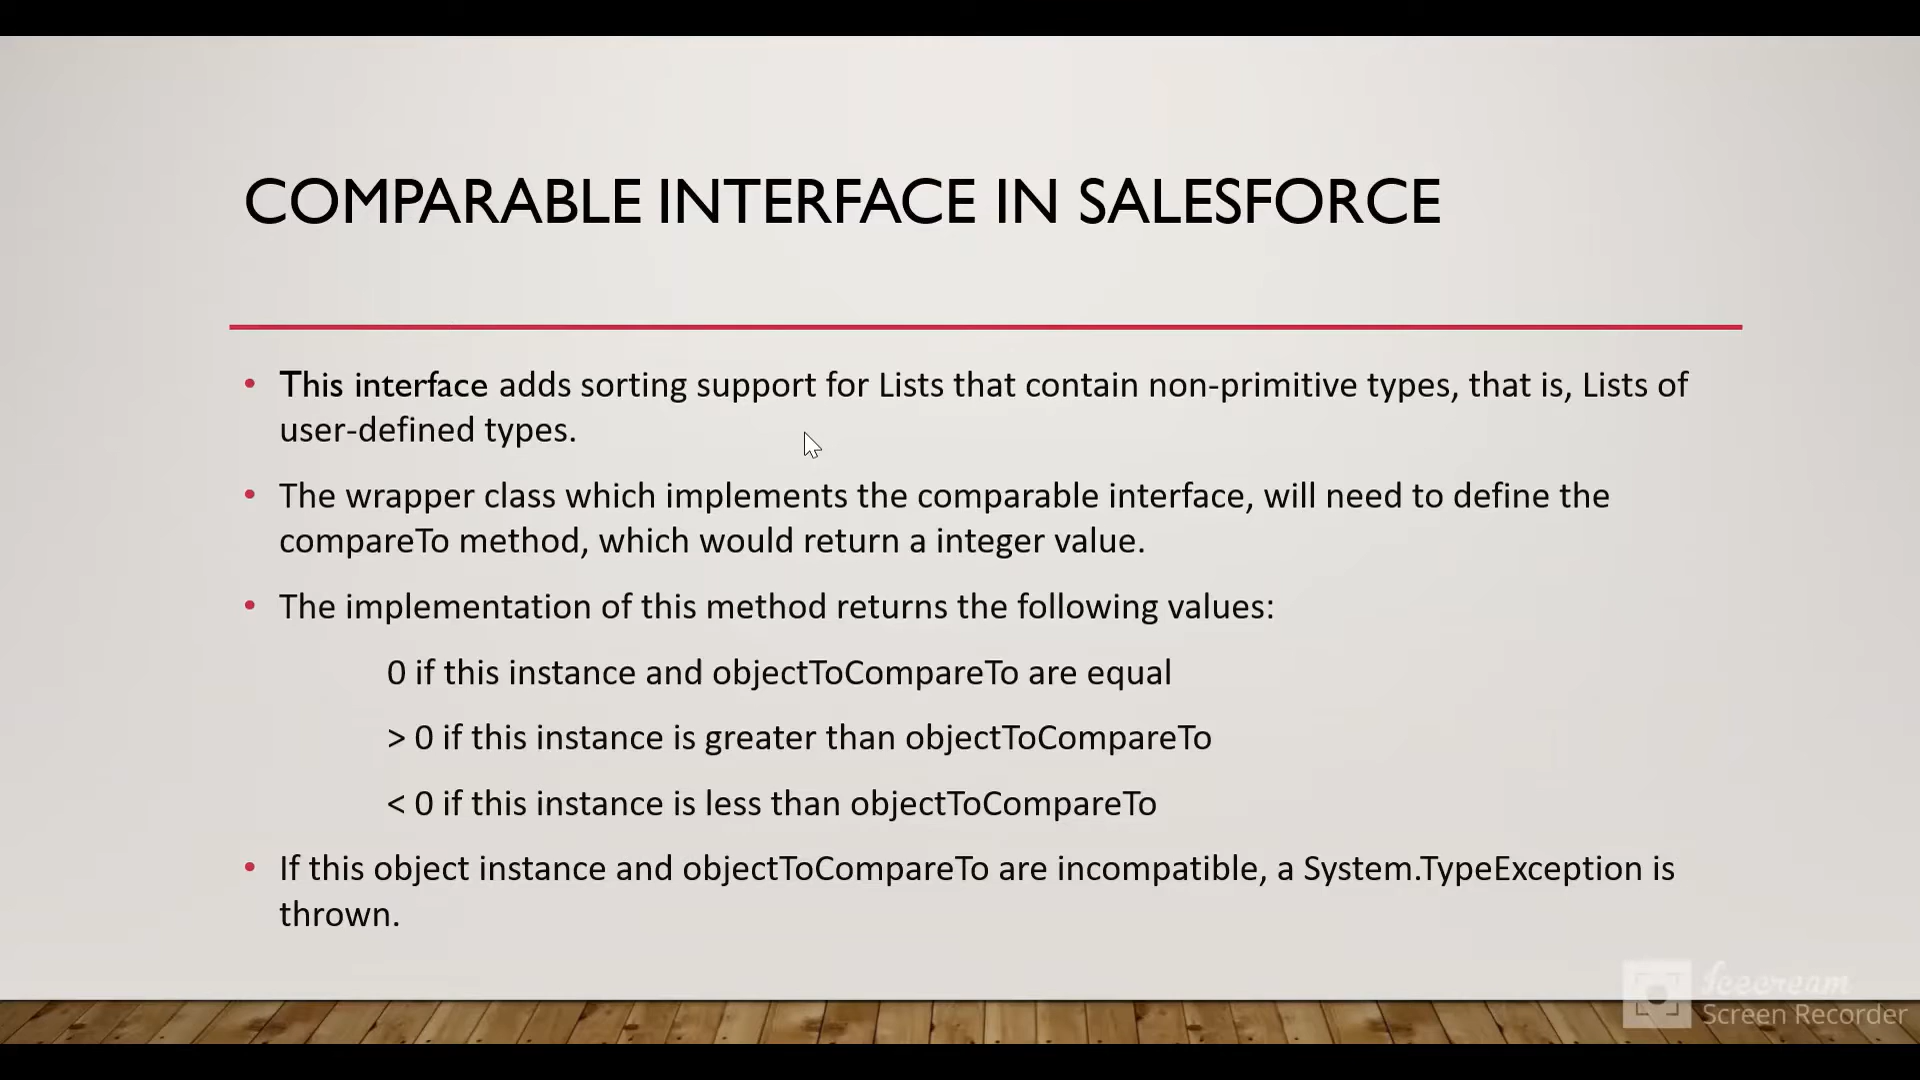 COMPARABLE INTERFACE IN SALESFORCE
• This interface adds sorting support for Lists that contain non-primitive types, that is, Lists of
user-defined types.
• The wrapper class which implements the comparable interface, will need to define the
compareTo method, which would return a integer value.
• The implementation of this method returns the following values:
0 if this instance and objectToCompareTo are equal
> 0 if this instance is greater than objectToCompareTo
< 0 if this instance is less than objectToCompareTo
• If this object instance and objectToCompareTo are incompatible, a System.TypeException is
thrown.
Icecream
Screen Recorder